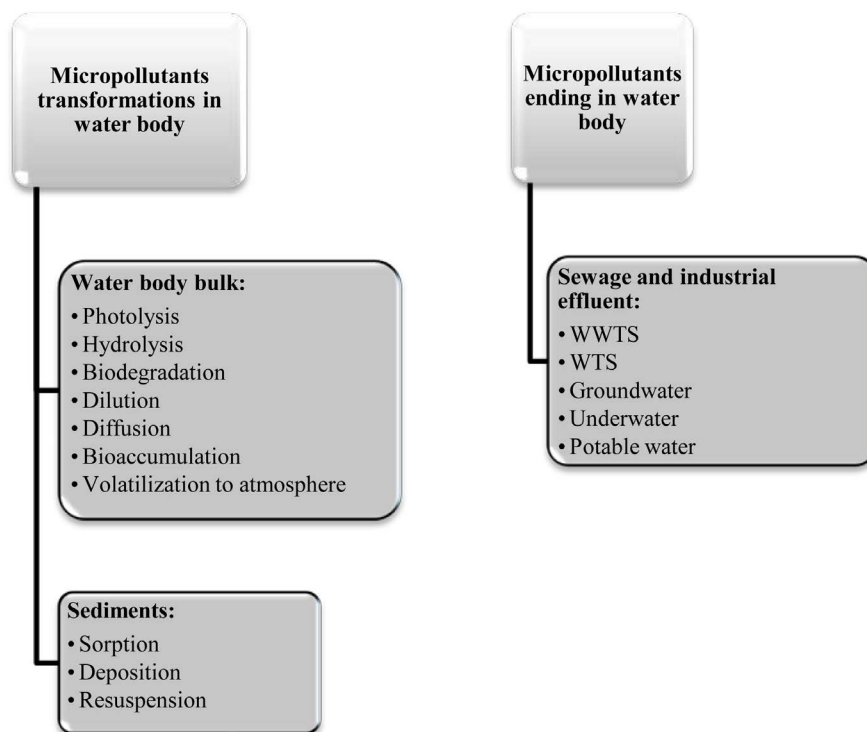 Micropollutants
transformations in
water body
Water body bulk:
• Photolysis
• Hydrolysis
• Biodegradation
• Dilution
• Diffusion
• Bioaccumulation
• Volatilization to atmosphere
Sediments:
• Sorption
• Deposition
• Resuspension
Micropollutants
ending in water
body
Sewage and industrial
effluent:
• WWTS
• WTS
• Groundwater
• Underwater
• Potable water